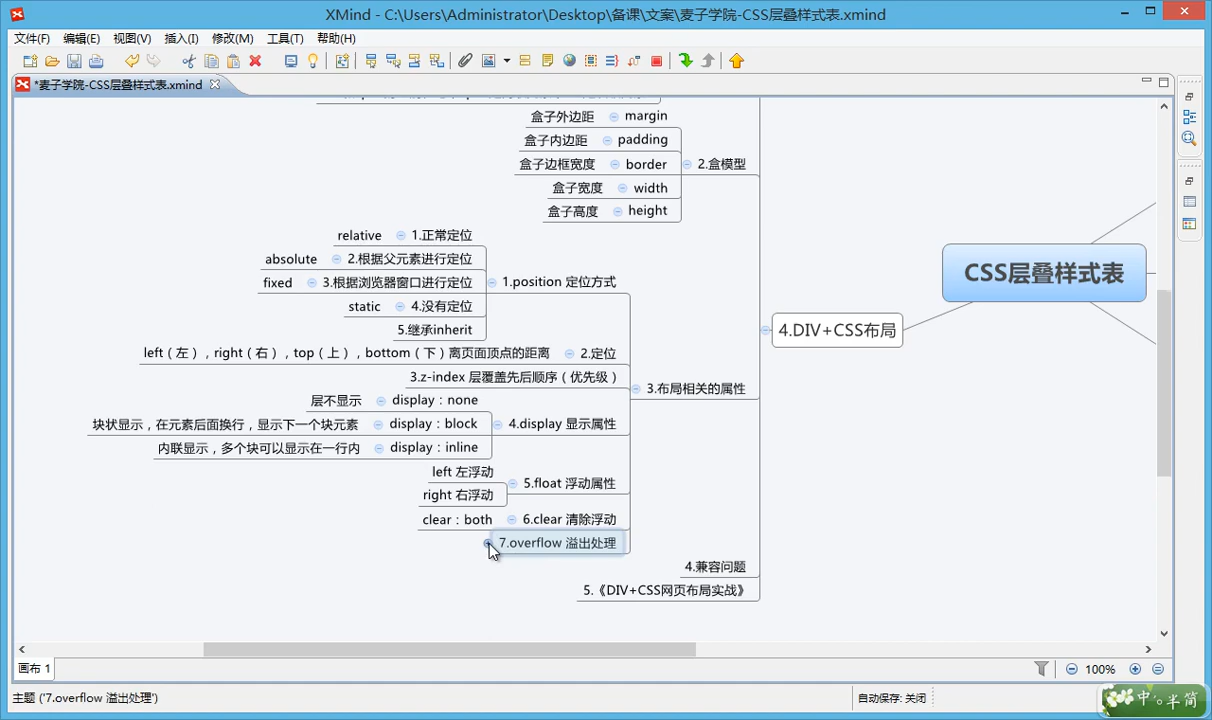 XMind - C:\Users\Administrator\Desktop\备课\文案\麦子学院-CSS层叠样式表.xmind
文件(F) 编辑(E) 视图(V) 插入(I) 修改(M) 工具(T) 帮助(H)
*麦子学院-CSS层叠样式表.xmind
盒子外边距 margin
盒子内边距 padding
盒子边框宽度 border
2.盒模型
盒子宽度 width
盒子高度 height
relative 1.正常定位
absolute 2.根据父元素进行定位
fixed 3.根据浏览器窗口进行定位
1.position 定位方式
static 4.没有定位
5.继承inherit
left（左），right（右），top（上），bottom（下）离页面顶点的距离 2.定位
3.z-index 层覆盖先后顺序（优先级）
3.布局相关的属性
层不显示 display：none
块状显示，在元素后面换行，显示下一个块元素 display：block
4.display 显示属性
内联显示，多个块可以显示在一行内 display：inline
left 左浮动
5.float 浮动属性
right 右浮动
clear：both 6.clear 清除浮动
7.overflow 溢出处理
4.兼容问题
5.《DIV+CSS网页布局实战》
4.DIV+CSS布局
CSS层叠样式表
画布 1
100%
主题 ('7.overflow 溢出处理')
自动保存: 关闭
中 半 简